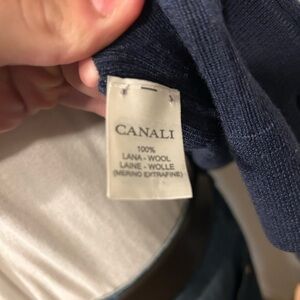 CANALI
100%
LANA - WOOL
LAINE - WOLLE
(MERINO EXTRAFINE)